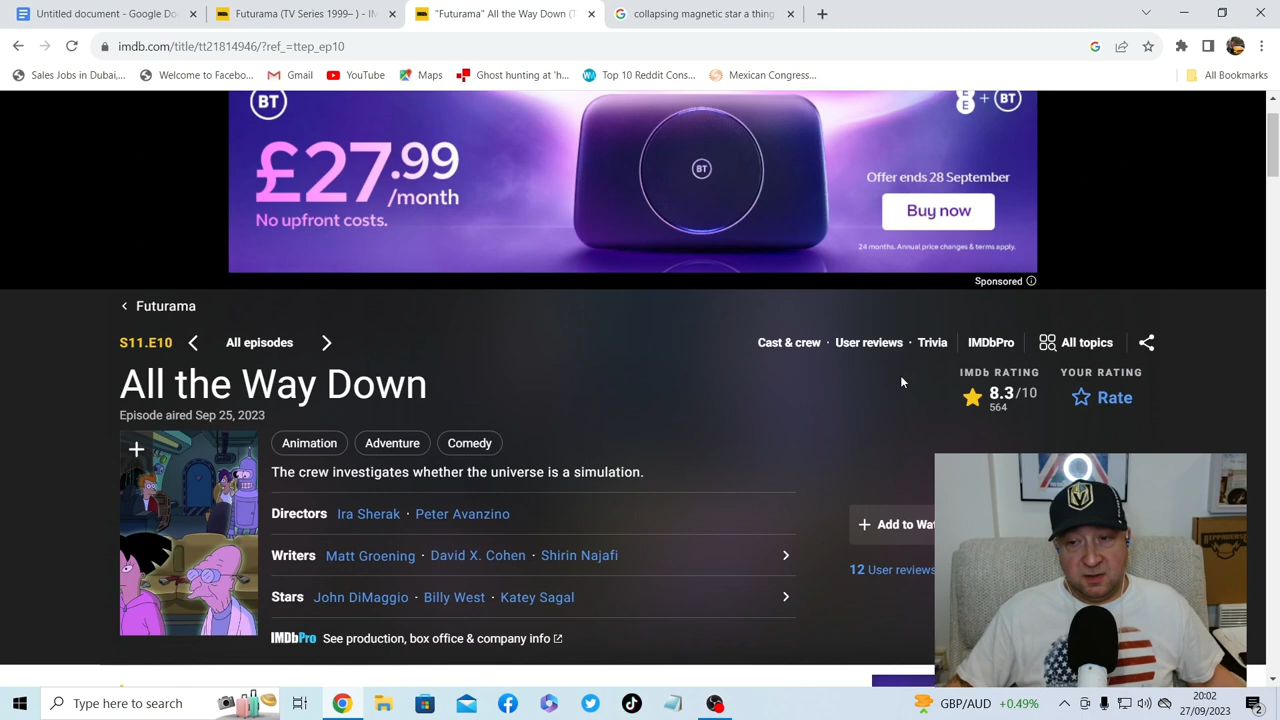 Untitled document - Google Do
Futurama (TV Series 1999– ) - IM
"Futurama" All the Way Down (T
collapsing magnetic star a thing
imdb.com/title/tt21814946/?ref_=ttep_ep10
Sales Jobs in Dubai,...
Welcome to Facebo...
Gmail
YouTube
Maps
Ghost hunting at 'h...
Top 10 Reddit Cons...
Mexican Congress...
All Bookmarks
BT
EE + BT
£27.99
/month
No upfront costs.
BT
Offer ends 28 September
Buy now
24 months. Annual price changes & terms apply.
Sponsored
Futurama
S11.E10
All episodes
Cast & crew · User reviews · Trivia
IMDbPro
All topics
All the Way Down
Episode aired Sep 25, 2023
IMDb RATING
YOUR RATING
8.3/10
564
Rate
Animation
Adventure
Comedy
The crew investigates whether the universe is a simulation.
Directors Ira Sherak · Peter Avanzino
Writers Matt Groening · David X. Cohen · Shirin Najafi
Stars John DiMaggio · Billy West · Katey Sagal
+ Add to Wat
12 User reviews
IMDbPro See production, box office & company info
Type here to search
GBP/AUD +0.49%
20:02
27/09/2023
2